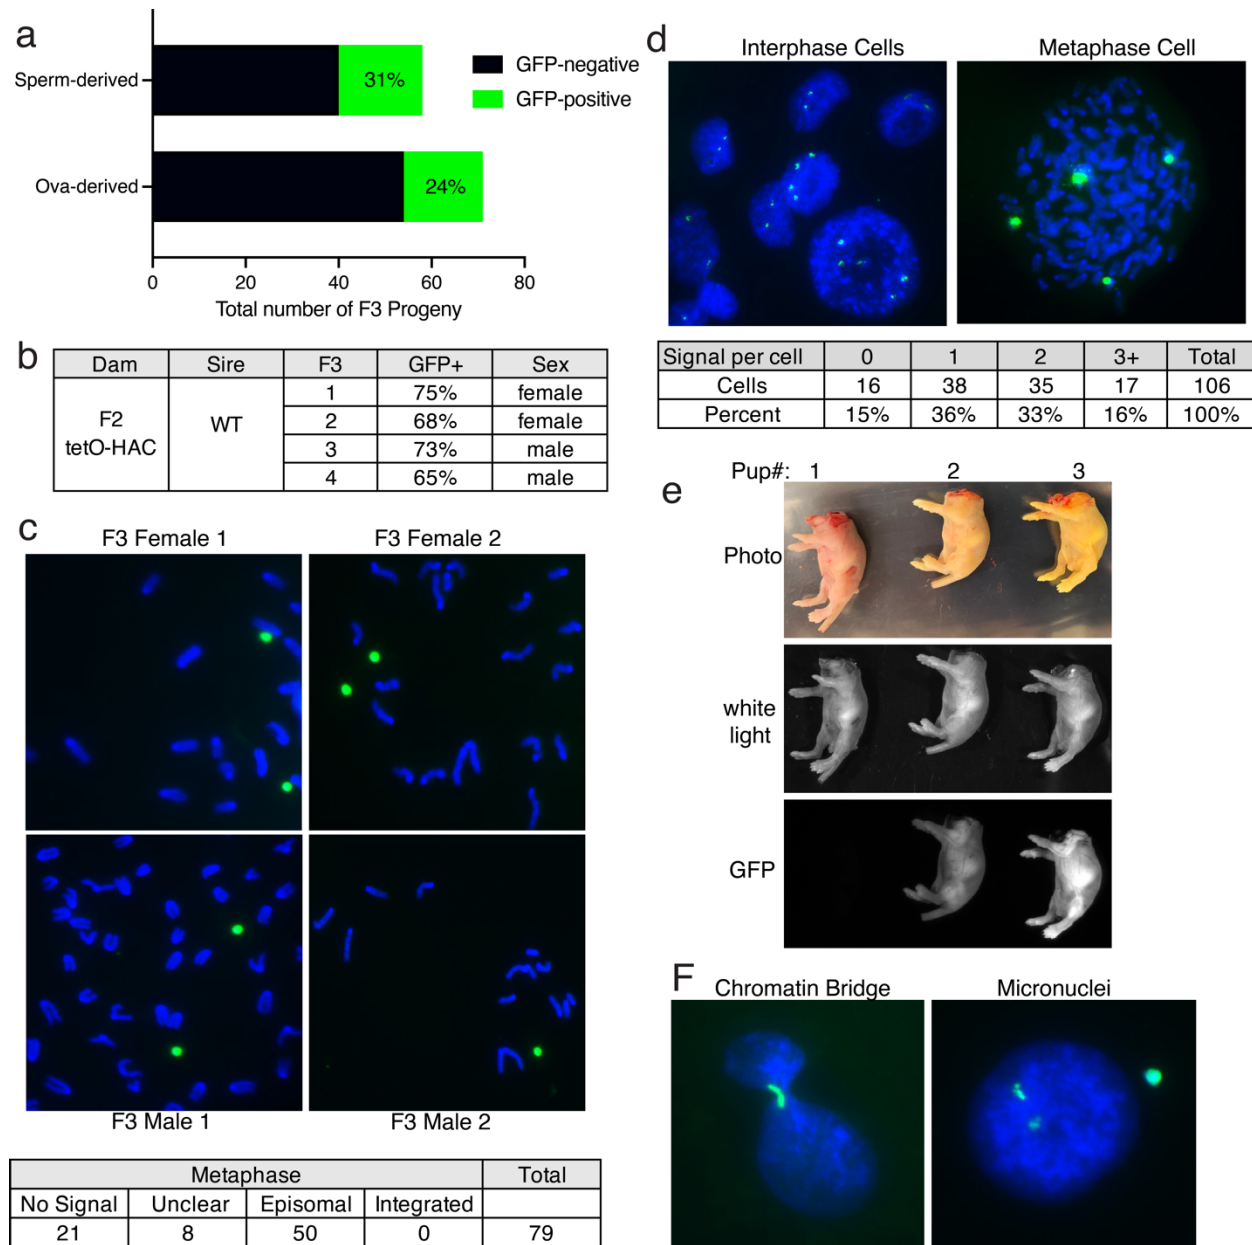 a
Sperm-derived
31%
GFP-negative
GFP-positive
Ova-derived
24%
0 20 40 60 80
Total number of F3 Progeny
b
Dam Sire F3 GFP+ Sex
F2 tetO-HAC WT 1 75% female
2 68% female
3 73% male
4 65% male
c
F3 Female 1 F3 Female 2
F3 Male 1 F3 Male 2
Metaphase Total
No Signal Unclear Episomal Integrated
21 8 50 0 79
d
Interphase Cells Metaphase Cell
Signal per cell 0 1 2 3+ Total
Cells 16 38 35 17 106
Percent 15% 36% 33% 16% 100%
e
Pup#: 1 2 3
Photo
white
light
GFP
F
Chromatin Bridge Micronuclei